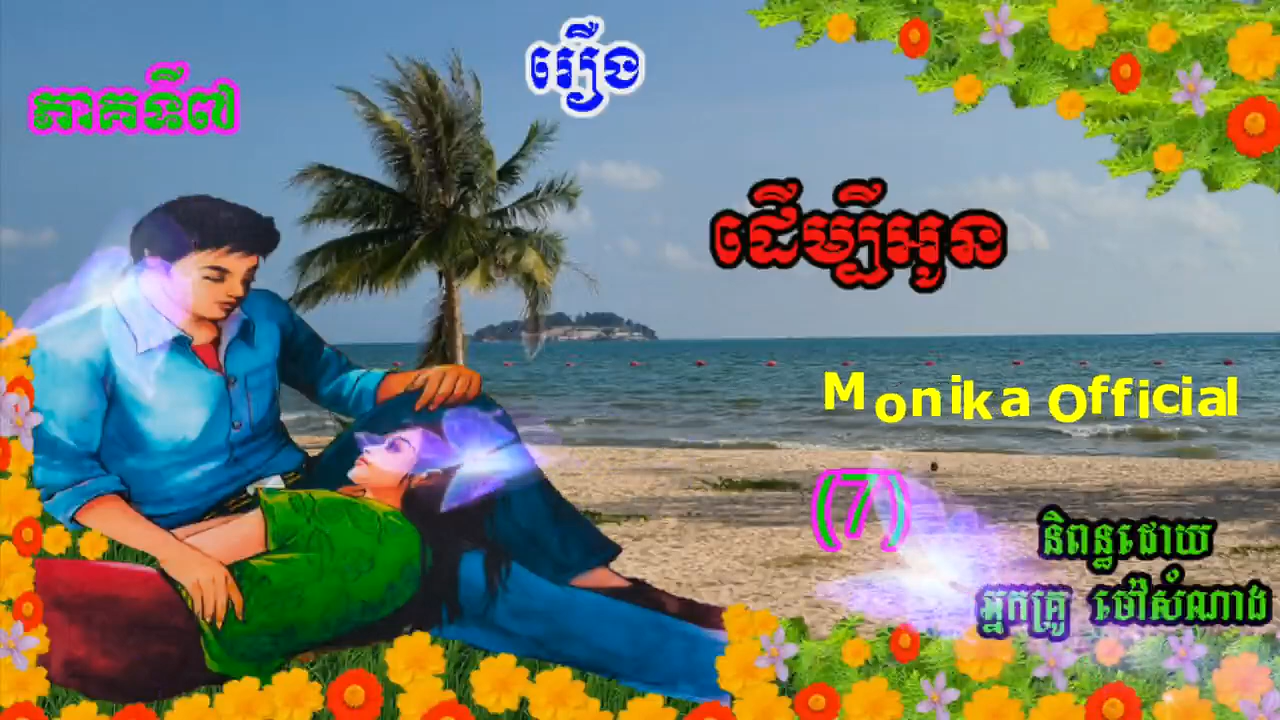 រឿង
ភាគទី៧
ដើម្បីអូន
Monika Official
(7)
និពន្ធដោយ
អ្នកគ្រូ ម៉ៅសំណាង